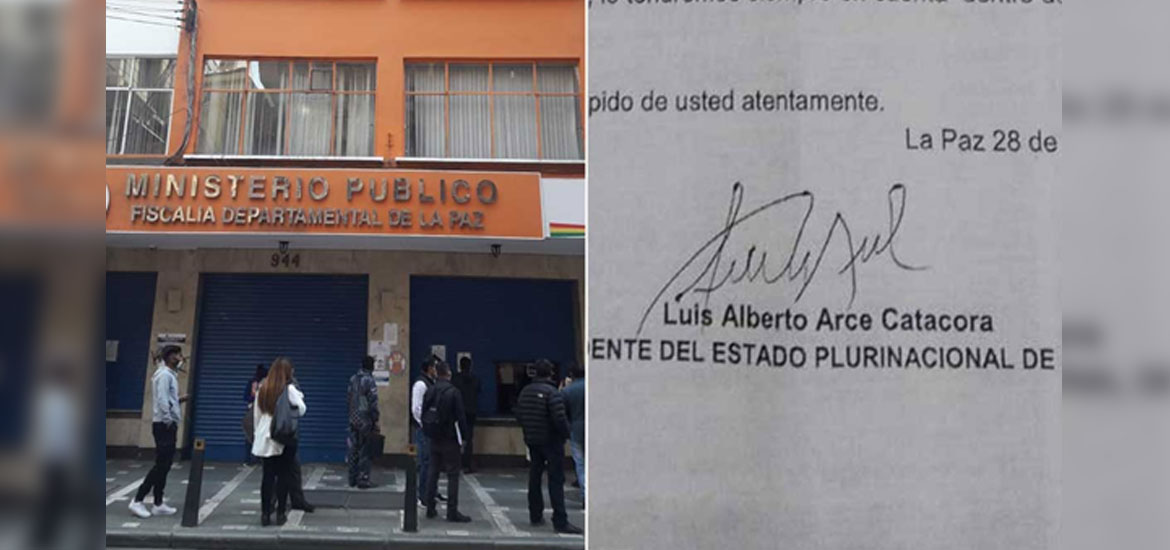 MINISTERIO PUBLICO
FISCALIA DEPARTAMENTAL DE LA PAZ
944
pido de usted atentamente.
La Paz 28 de
Luis Alberto Arce Catacora
DENTE DEL ESTADO PLURINACIONAL DE